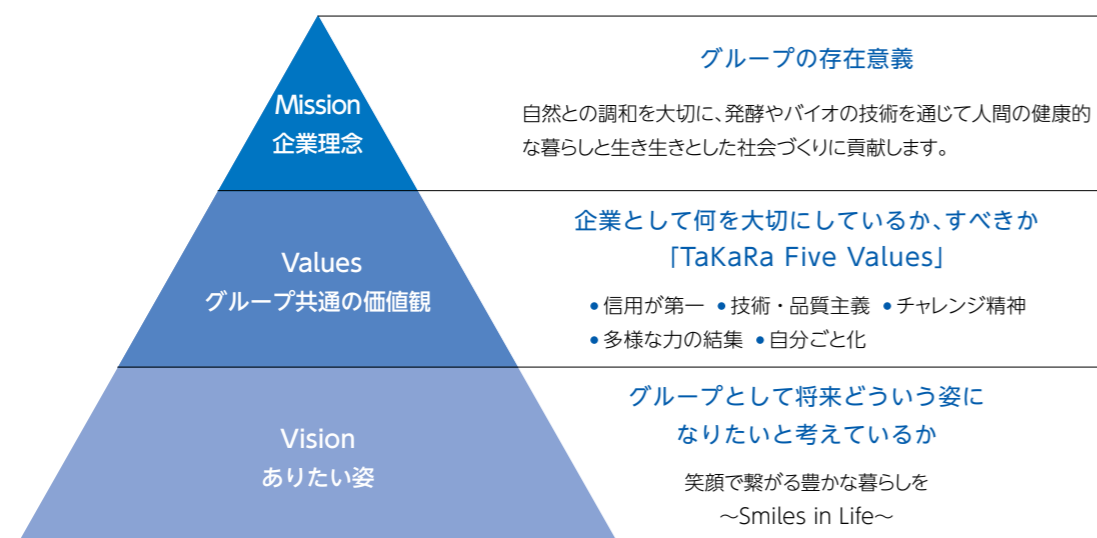 Mission
企業理念
グループの存在意義
自然との調和を大切に、発酵やバイオの技術を通じて人間の健康的
な暮らしと生き生きとした社会づくりに貢献します。
Values
グループ共通の価値観
企業として何を大切にしているか、すべきか
「TaKaRa Five Values」
●信用が第一 ●技術・品質主義 ●チャレンジ精神
●多様な力の結集 ●自分ごと化
Vision
ありたい姿
グループとして将来どういう姿に
なりたいと考えているか
笑顔で繋がる豊かな暮らしを
～Smiles in Life～